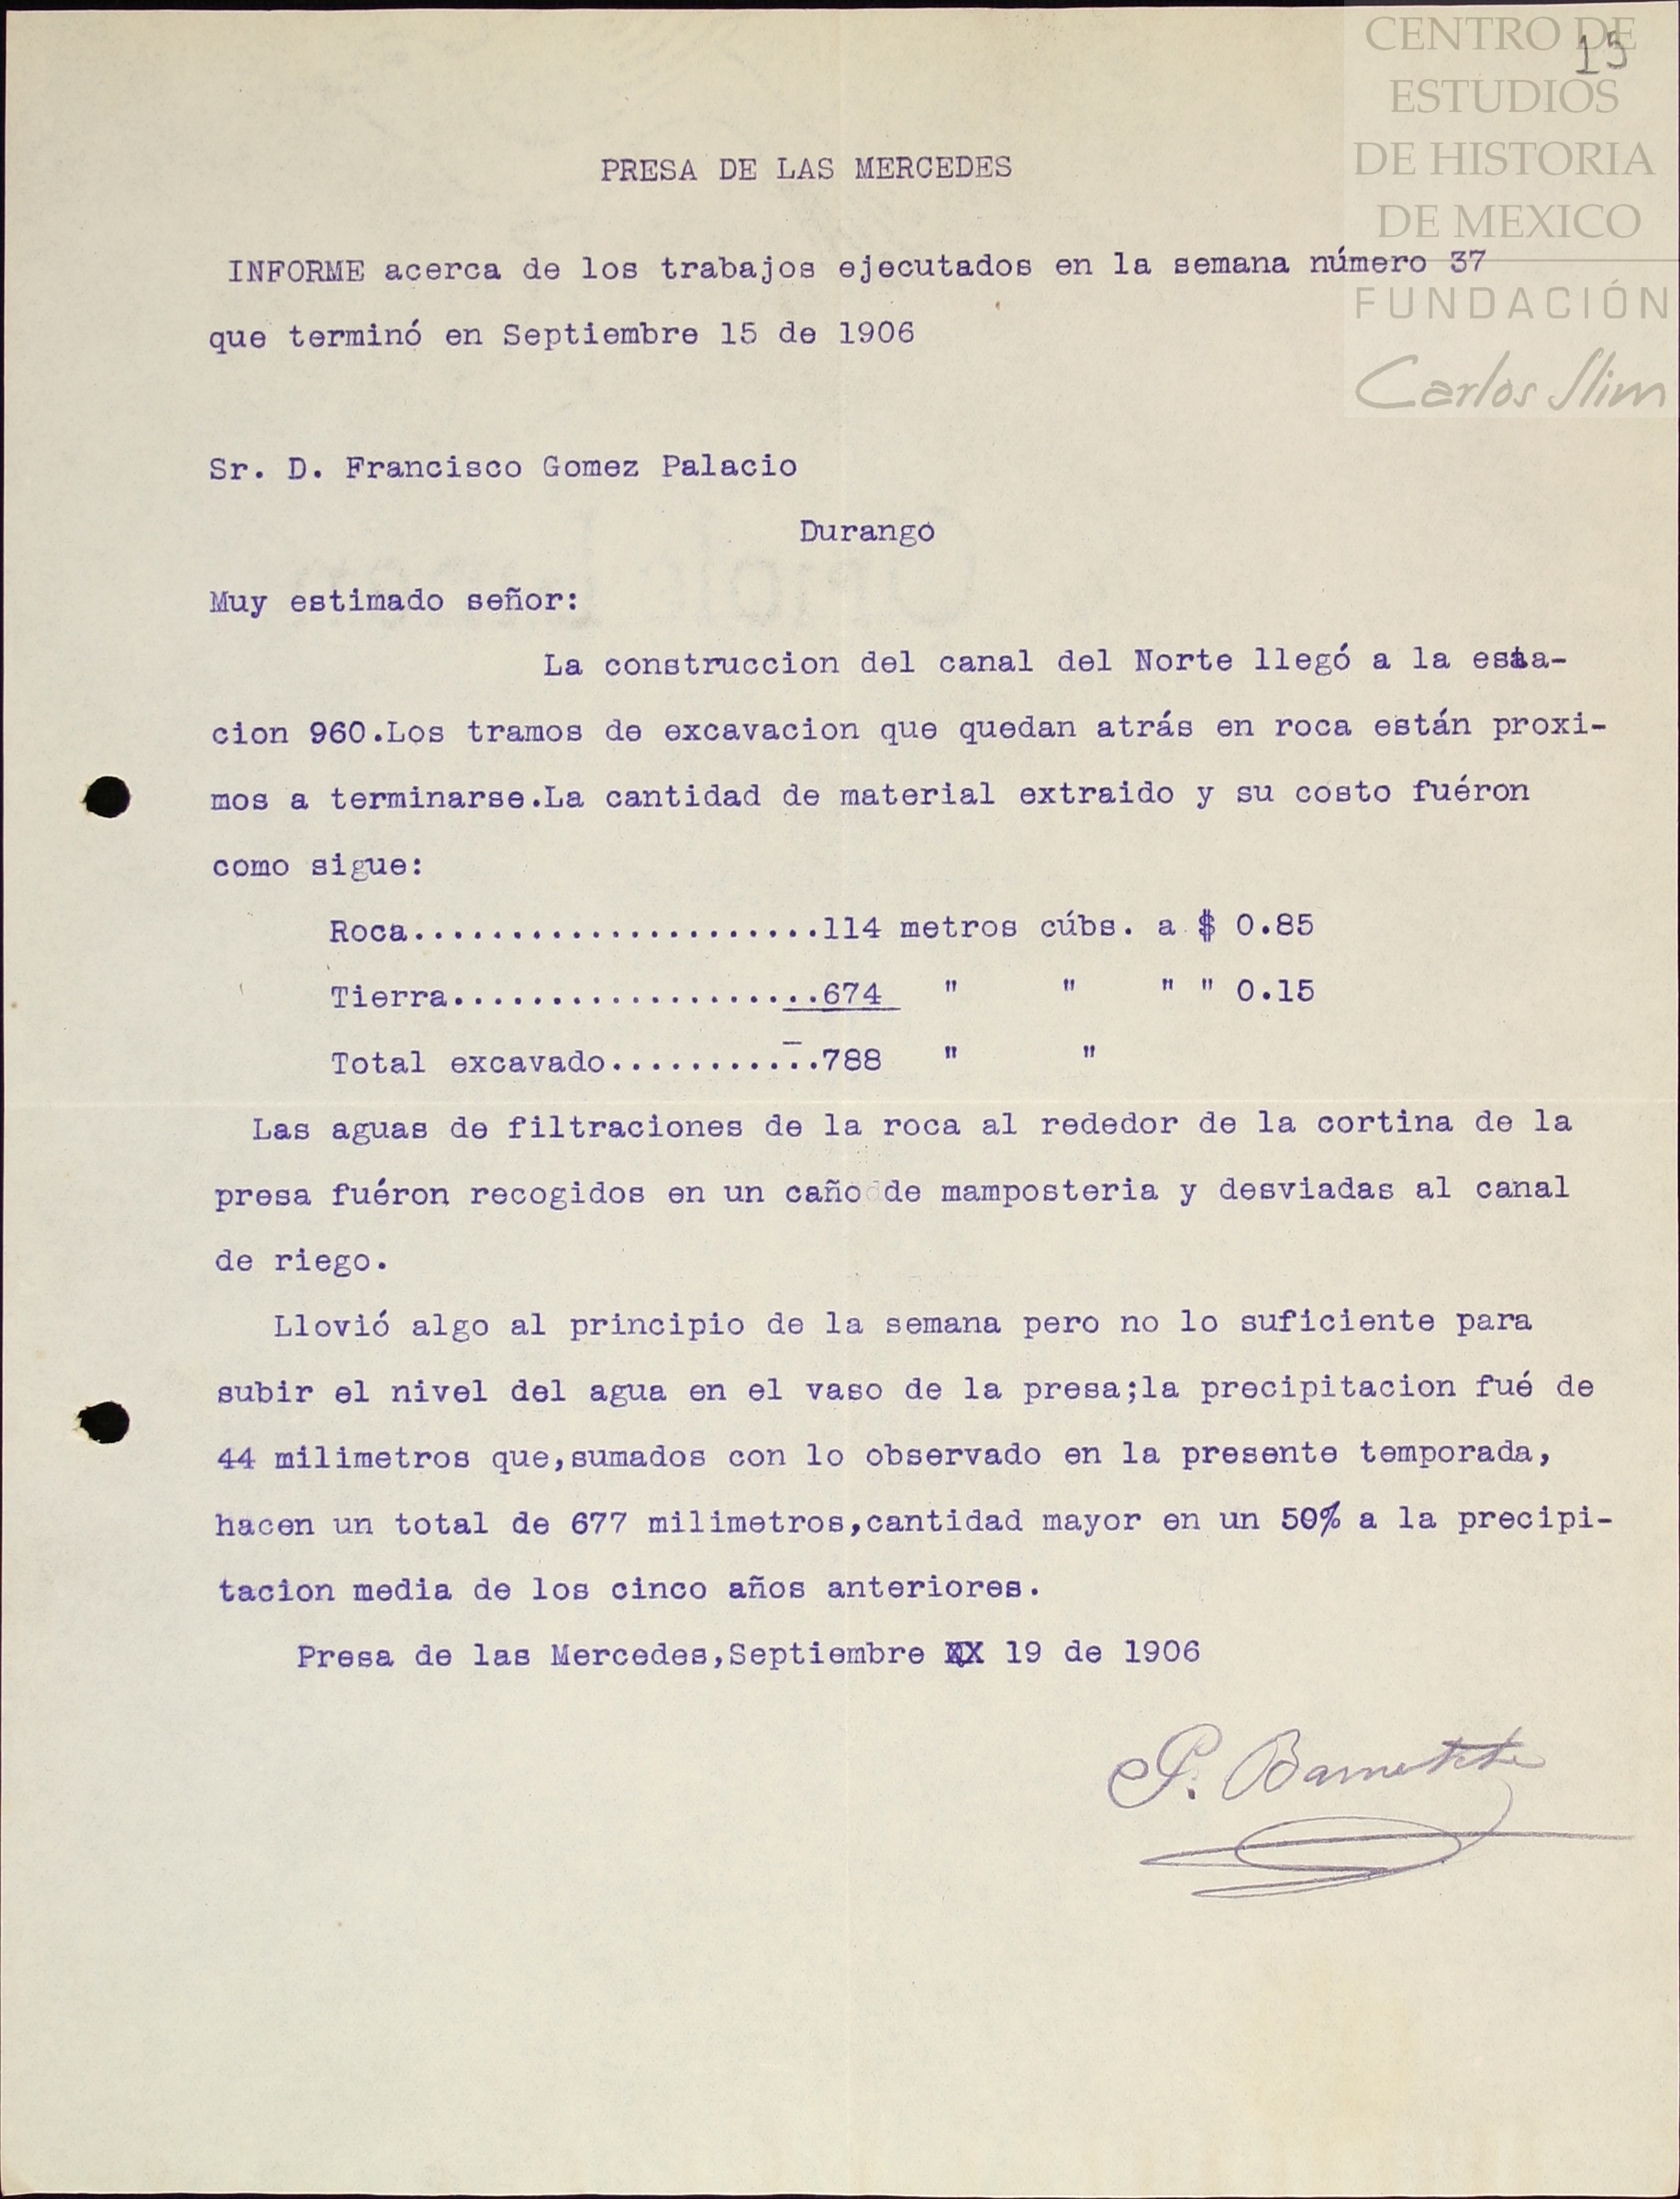 CENTRO DE
ESTUDIOS
DE HISTORIA
DE MEXICO
FUNDACIÓN
Carlos Slim
15
PRESA DE LAS MERCEDES
INFORME acerca de los trabajos ejecutados en la semana número 37
que terminó en Septiembre 15 de 1906
Sr. D. Francisco Gomez Palacio
Durango
Muy estimado señor:
La construccion del canal del Norte llegó a la esta-
cion 960.Los tramos de excavacion que quedan atrás en roca están proxi-
mos a terminarse.La cantidad de material extraido y su costo fuéron
como sigue:
Roca.....................114 metros cúbs. a $ 0.85
Tierra...................674 " " " " 0.15
Total excavado...........788 " "
Las aguas de filtraciones de la roca al rededor de la cortina de la
presa fuéron recogidos en un caño de mamposteria y desviadas al canal
de riego.
Llovió algo al principio de la semana pero no lo suficiente para
subir el nivel del agua en el vaso de la presa;la precipitacion fué de
44 milimetros que,sumados con lo observado en la presente temporada,
hacen un total de 677 milimetros,cantidad mayor en un 50% a la precipi-
tacion media de los cinco años anteriores.
Presa de las Mercedes,Septiembre XX 19 de 1906